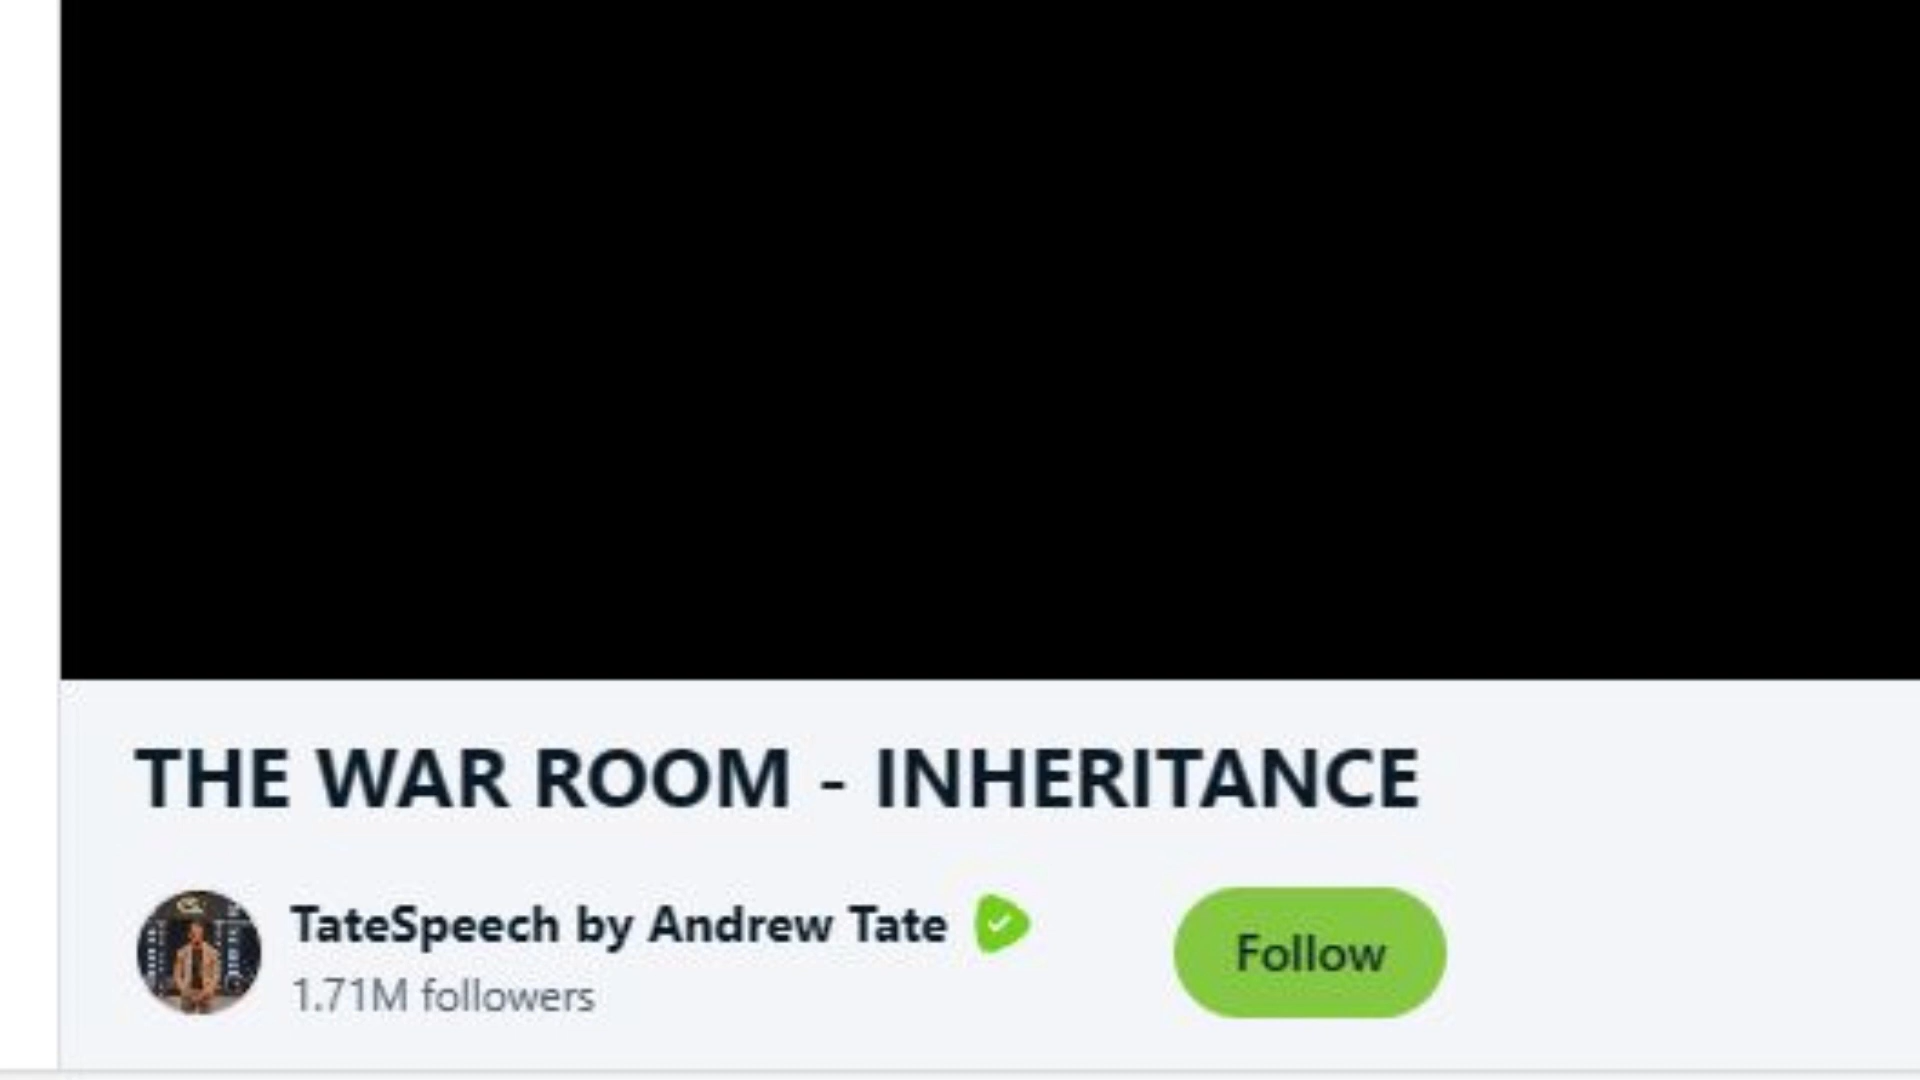 THE WAR ROOM - INHERITANCE
TateSpeech by Andrew Tate
1.71M followers
Follow